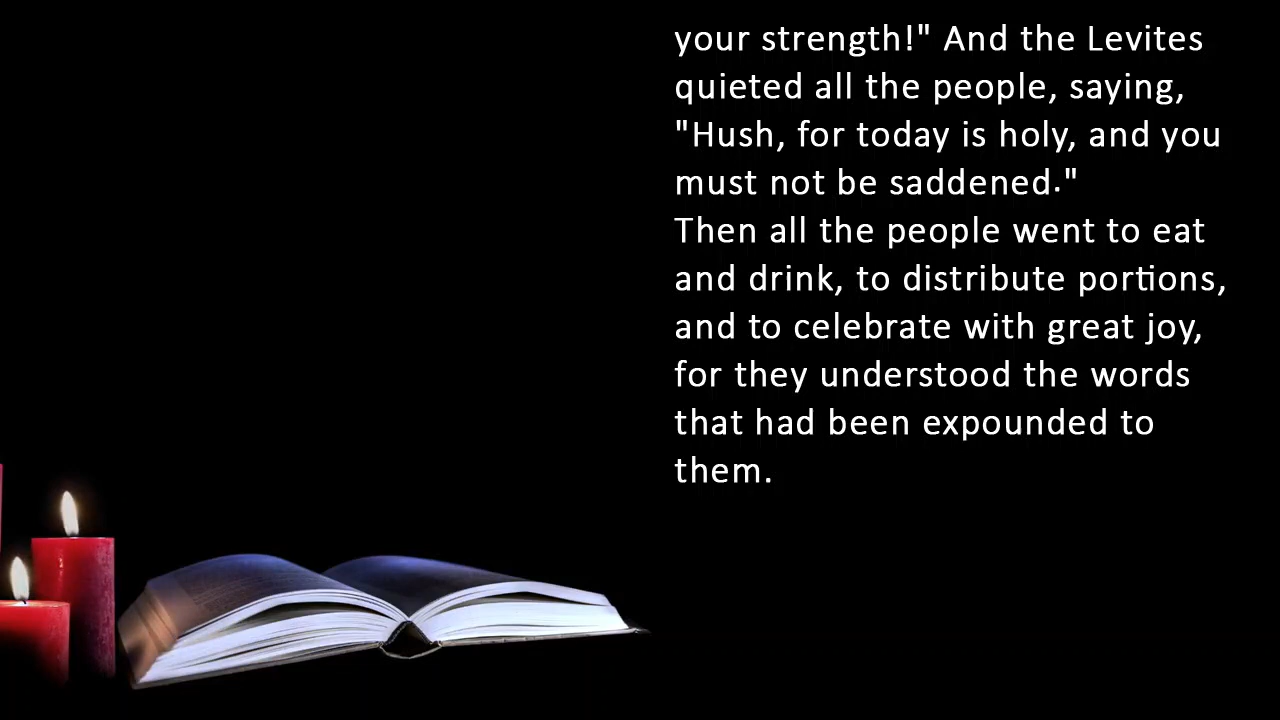 your strength!" And the Levites
quieted all the people, saying,
"Hush, for today is holy, and you
must not be saddened."
Then all the people went to eat
and drink, to distribute portions,
and to celebrate with great joy,
for they understood the words
that had been expounded to
them.